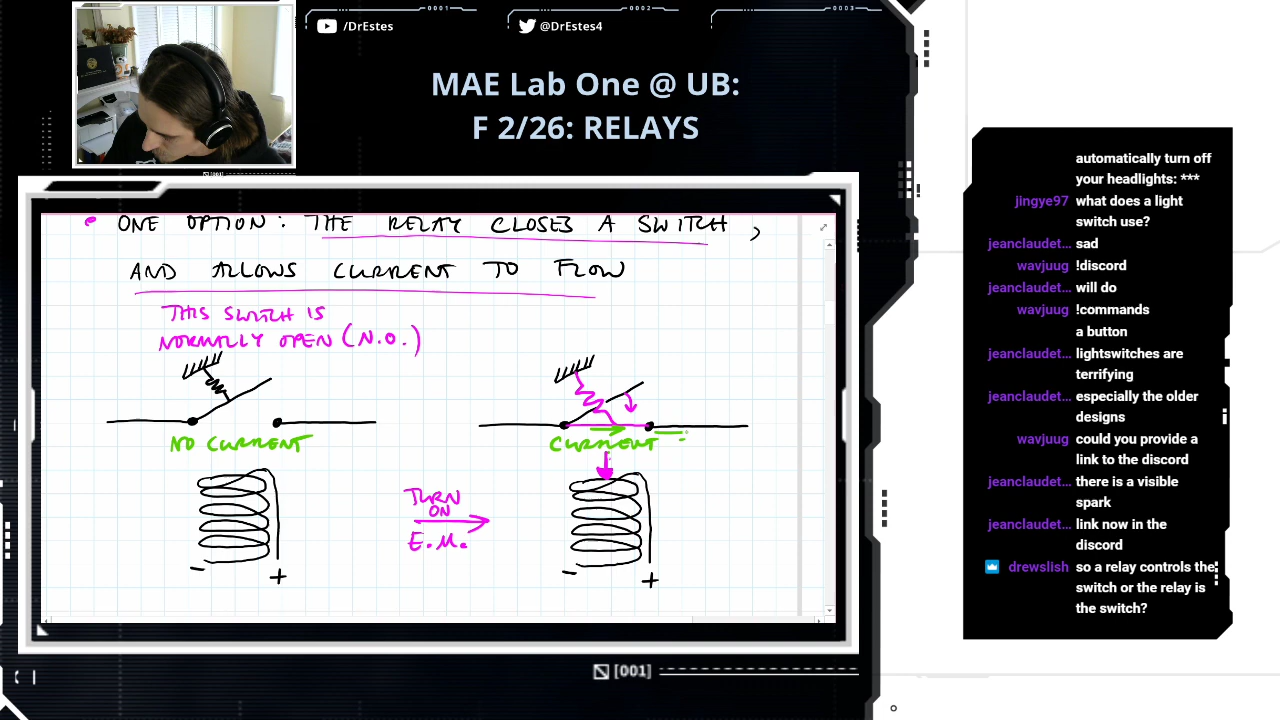 0001
0002
0003
/DrEstes
@DrEstes4
MAE Lab One @ UB:
F 2/26: RELAYS
[001]
ONE OPTION: THE RELAY CLOSES A SWITCH,
AND ALLOWS CURRENT TO FLOW
THIS SWITCH IS
NORMALLY OPEN (N.O.)
NO CURRENT
CURRENT
TURN
ON
E.M.
- +
- +
[001]
automatically turn off
your headlights: ***
jingye97 what does a light
switch use?
jeanclaudet... sad
wavjuug !discord
jeanclaudet... will do
wavjuug !commands
a button
jeanclaudet... lightswitches are
terrifying
jeanclaudet... especially the older
designs
wavjuug could you provide a
link to the discord
jeanclaudet... there is a visible
spark
jeanclaudet... link now in the
discord
drewslish so a relay controls the
switch or the relay is
the switch?